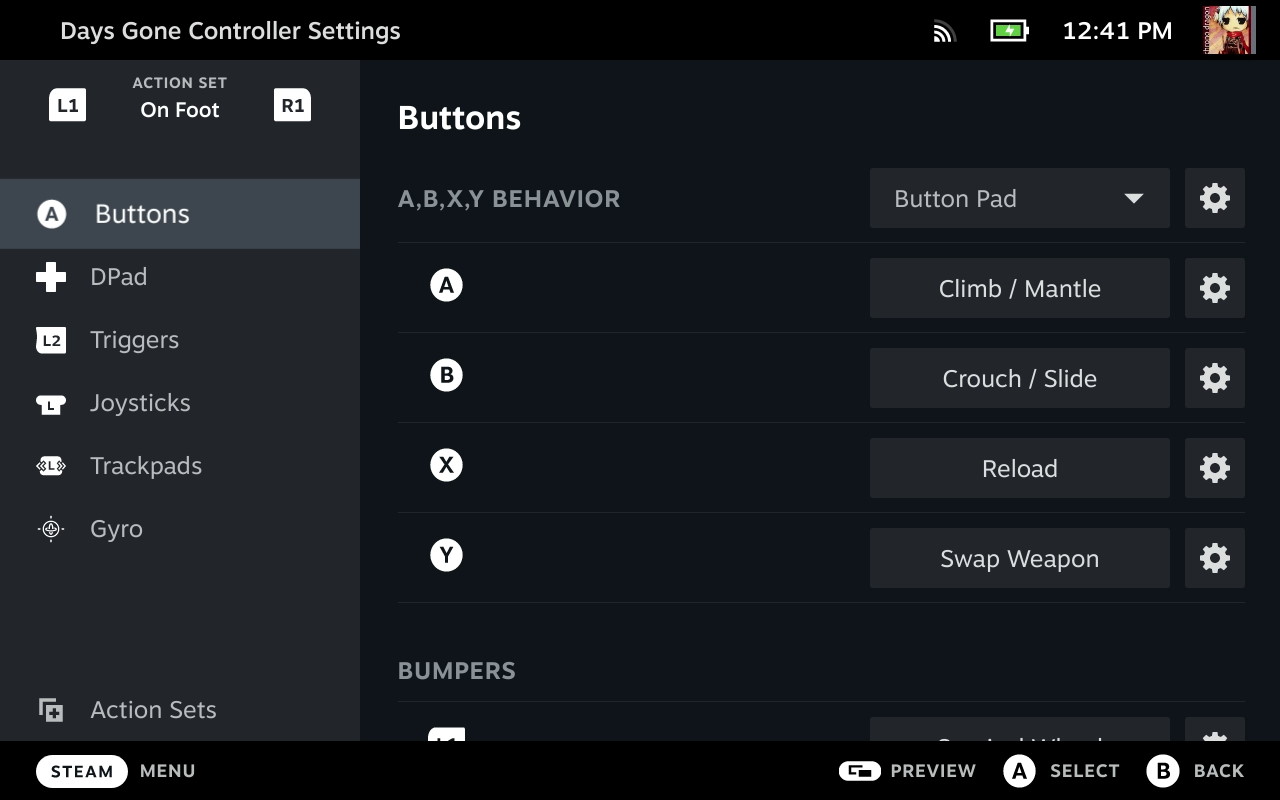 Days Gone Controller Settings
12:41 PM
L1
ACTION SET
On Foot
R1
A
Buttons
DPad
L2
Triggers
L
Joysticks
L
Trackpads
Gyro
Action Sets
Buttons
A,B,X,Y BEHAVIOR
Button Pad
A
Climb / Mantle
B
Crouch / Slide
X
Reload
Y
Swap Weapon
BUMPERS
STEAM
MENU
PREVIEW
A
SELECT
B
BACK